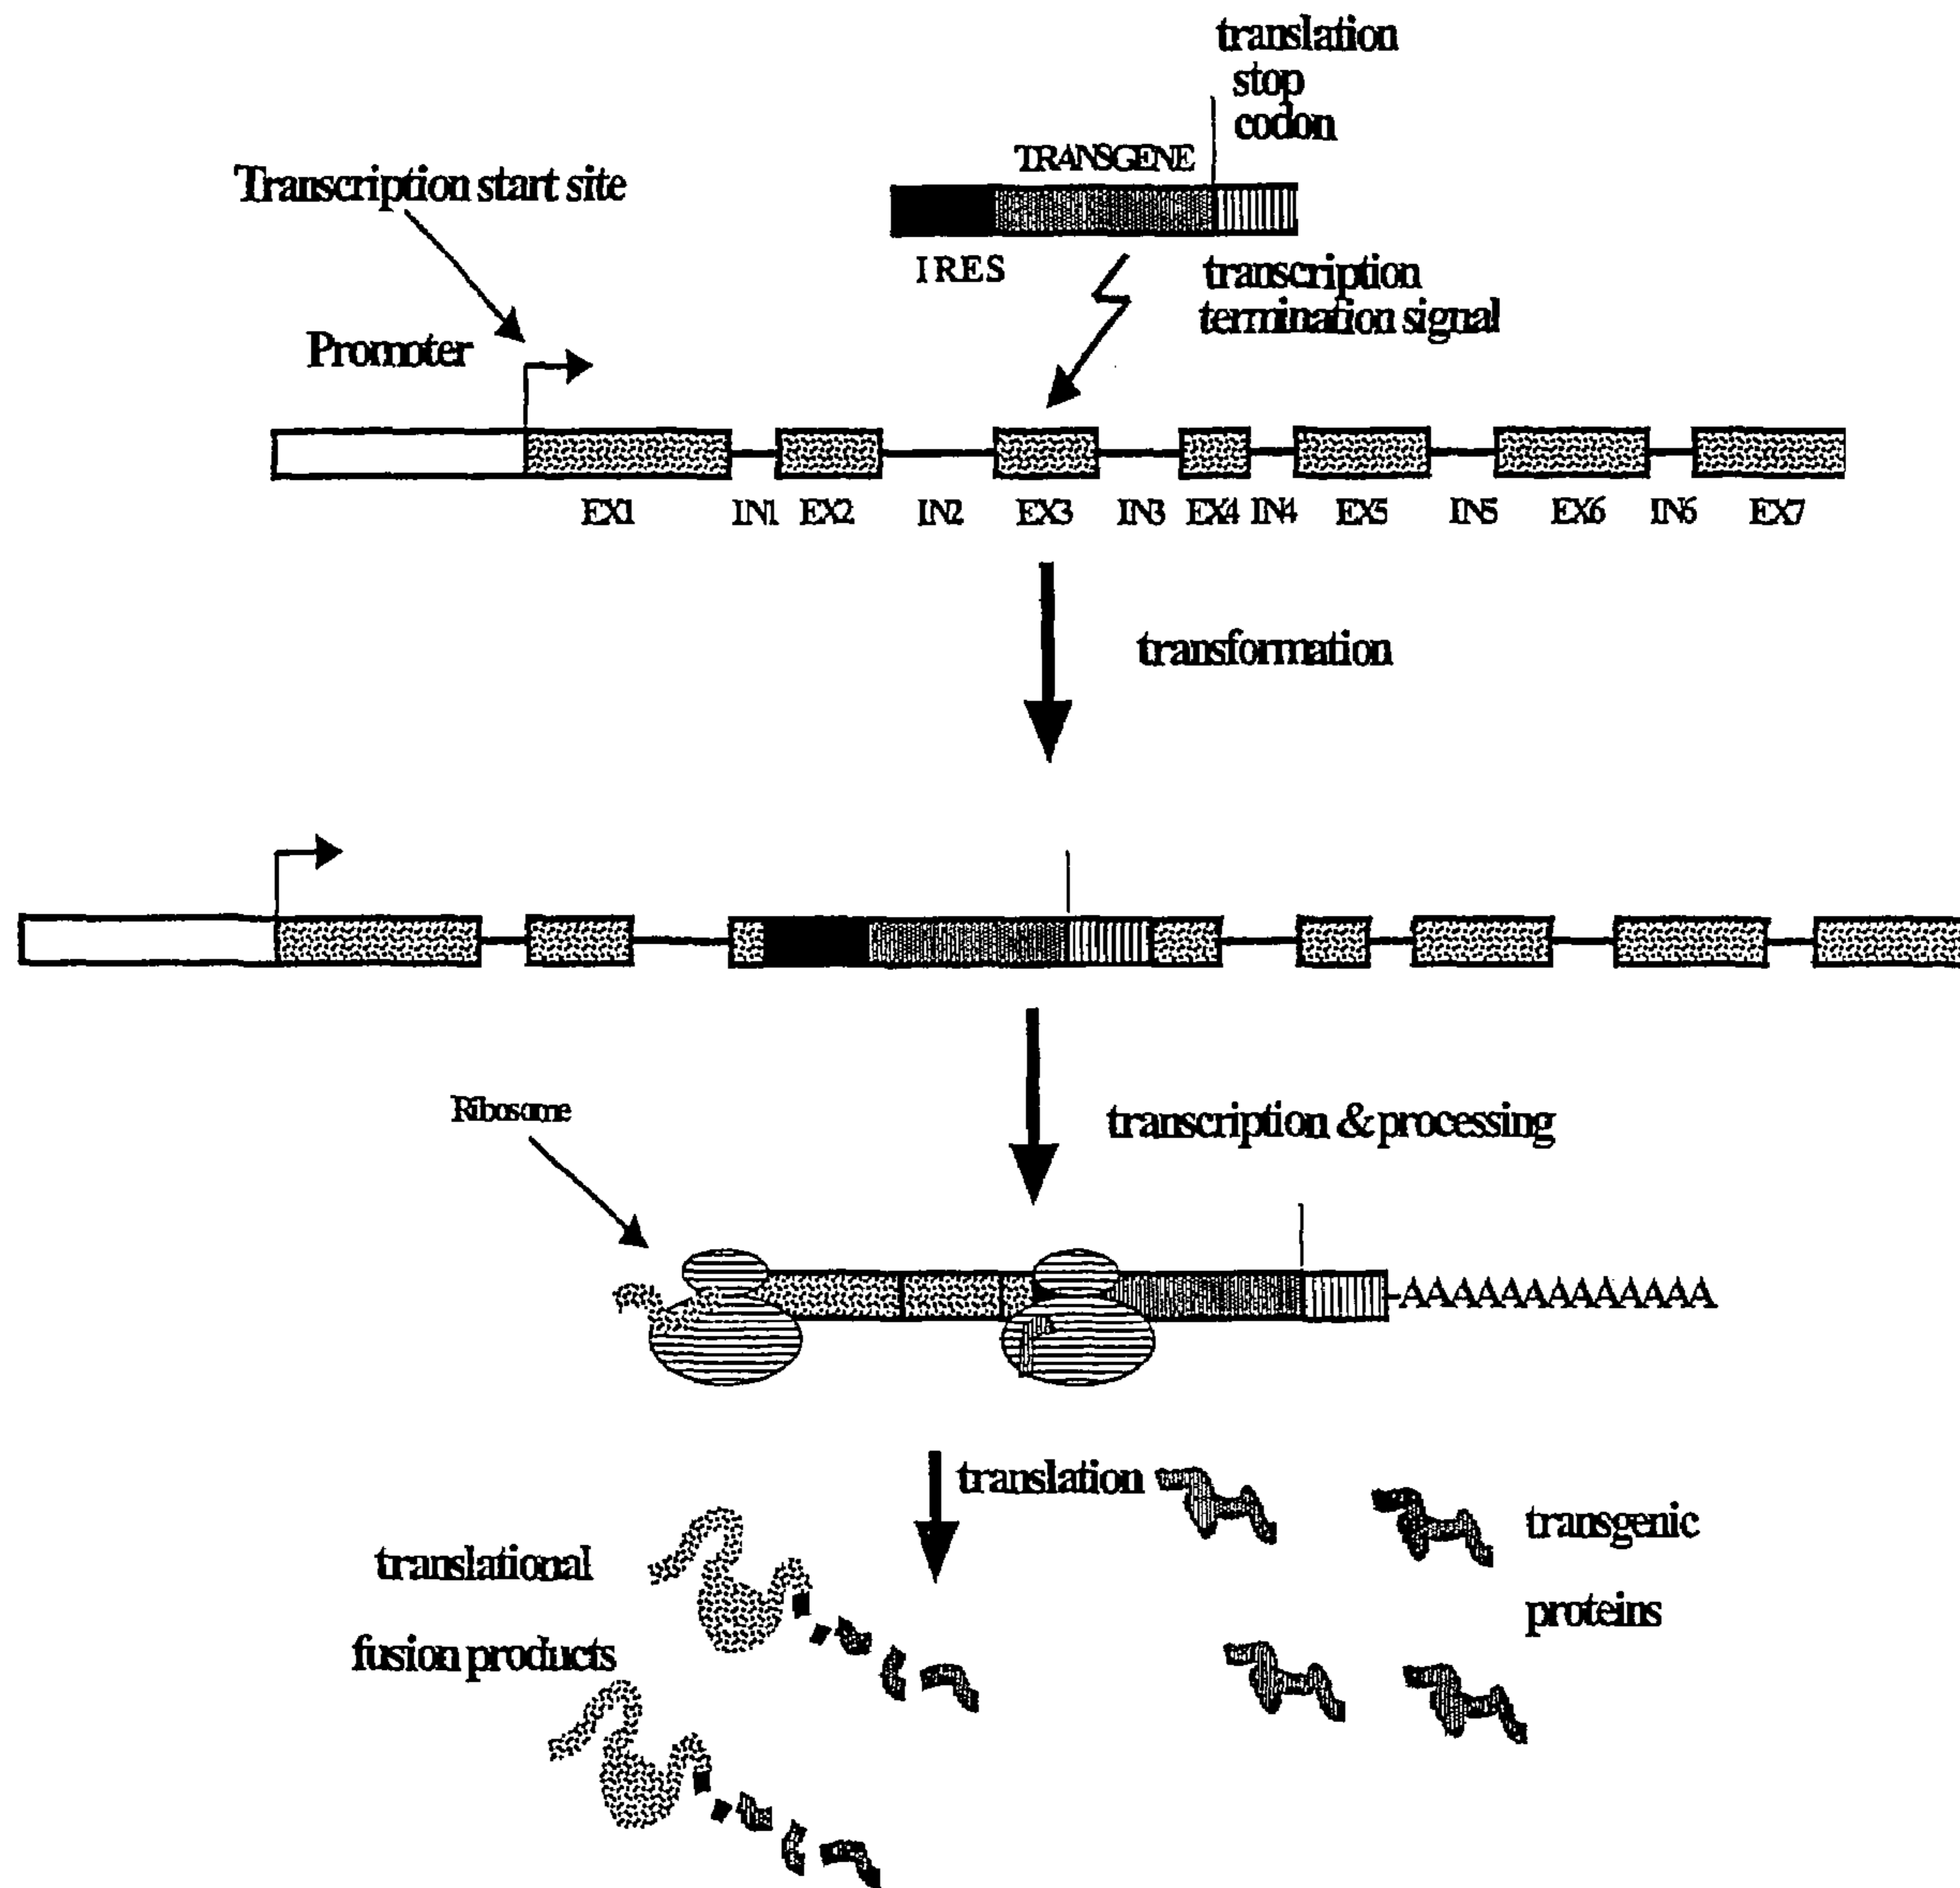 translation
stop
codon
TRANSGENE
Transcription start site
IRES
transcription
termination signal
Promoter
EX1 IN1 EX2 IN2 EX3 IN3 EX4 IN4 EX5 IN5 EX6 IN6 EX7
transformation
Ribosome
transcription & processing
-AAAAAAAAAAAAA
translation
transgenic
proteins
translational
fusion products